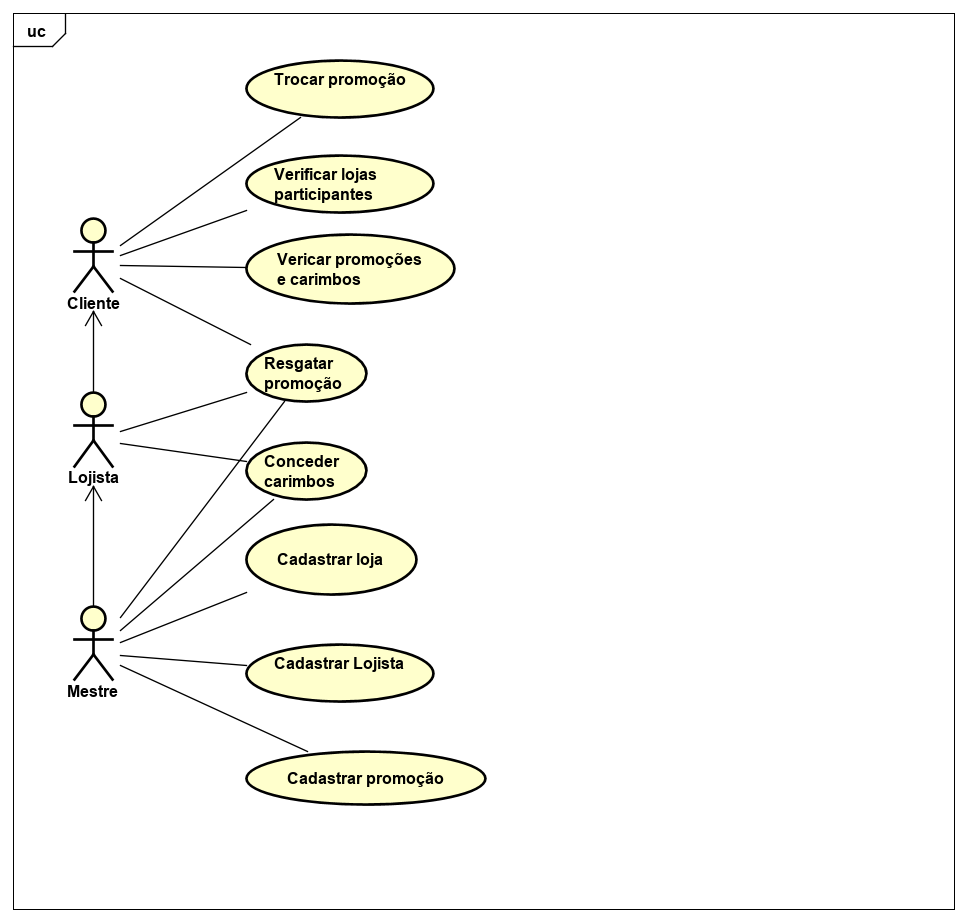 uc
Trocar promoção
Verificar lojas
participantes
Vericar promoções
e carimbos
Cliente
Resgatar
promoção
Lojista
Conceder
carimbos
Cadastrar loja
Cadastrar Lojista
Mestre
Cadastrar promoção